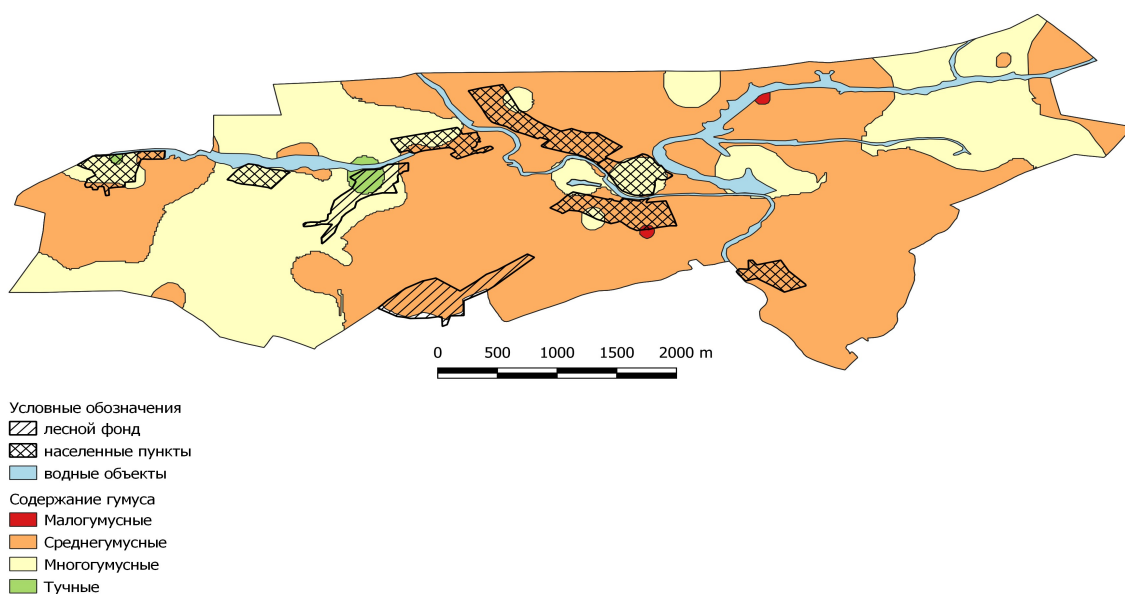 0 500 1000 1500 2000 m
Условные обозначения
лесной фонд
населенные пункты
водные объекты
Содержание гумуса
Малогумусные
Среднегумусные
Многогумусные
Тучные